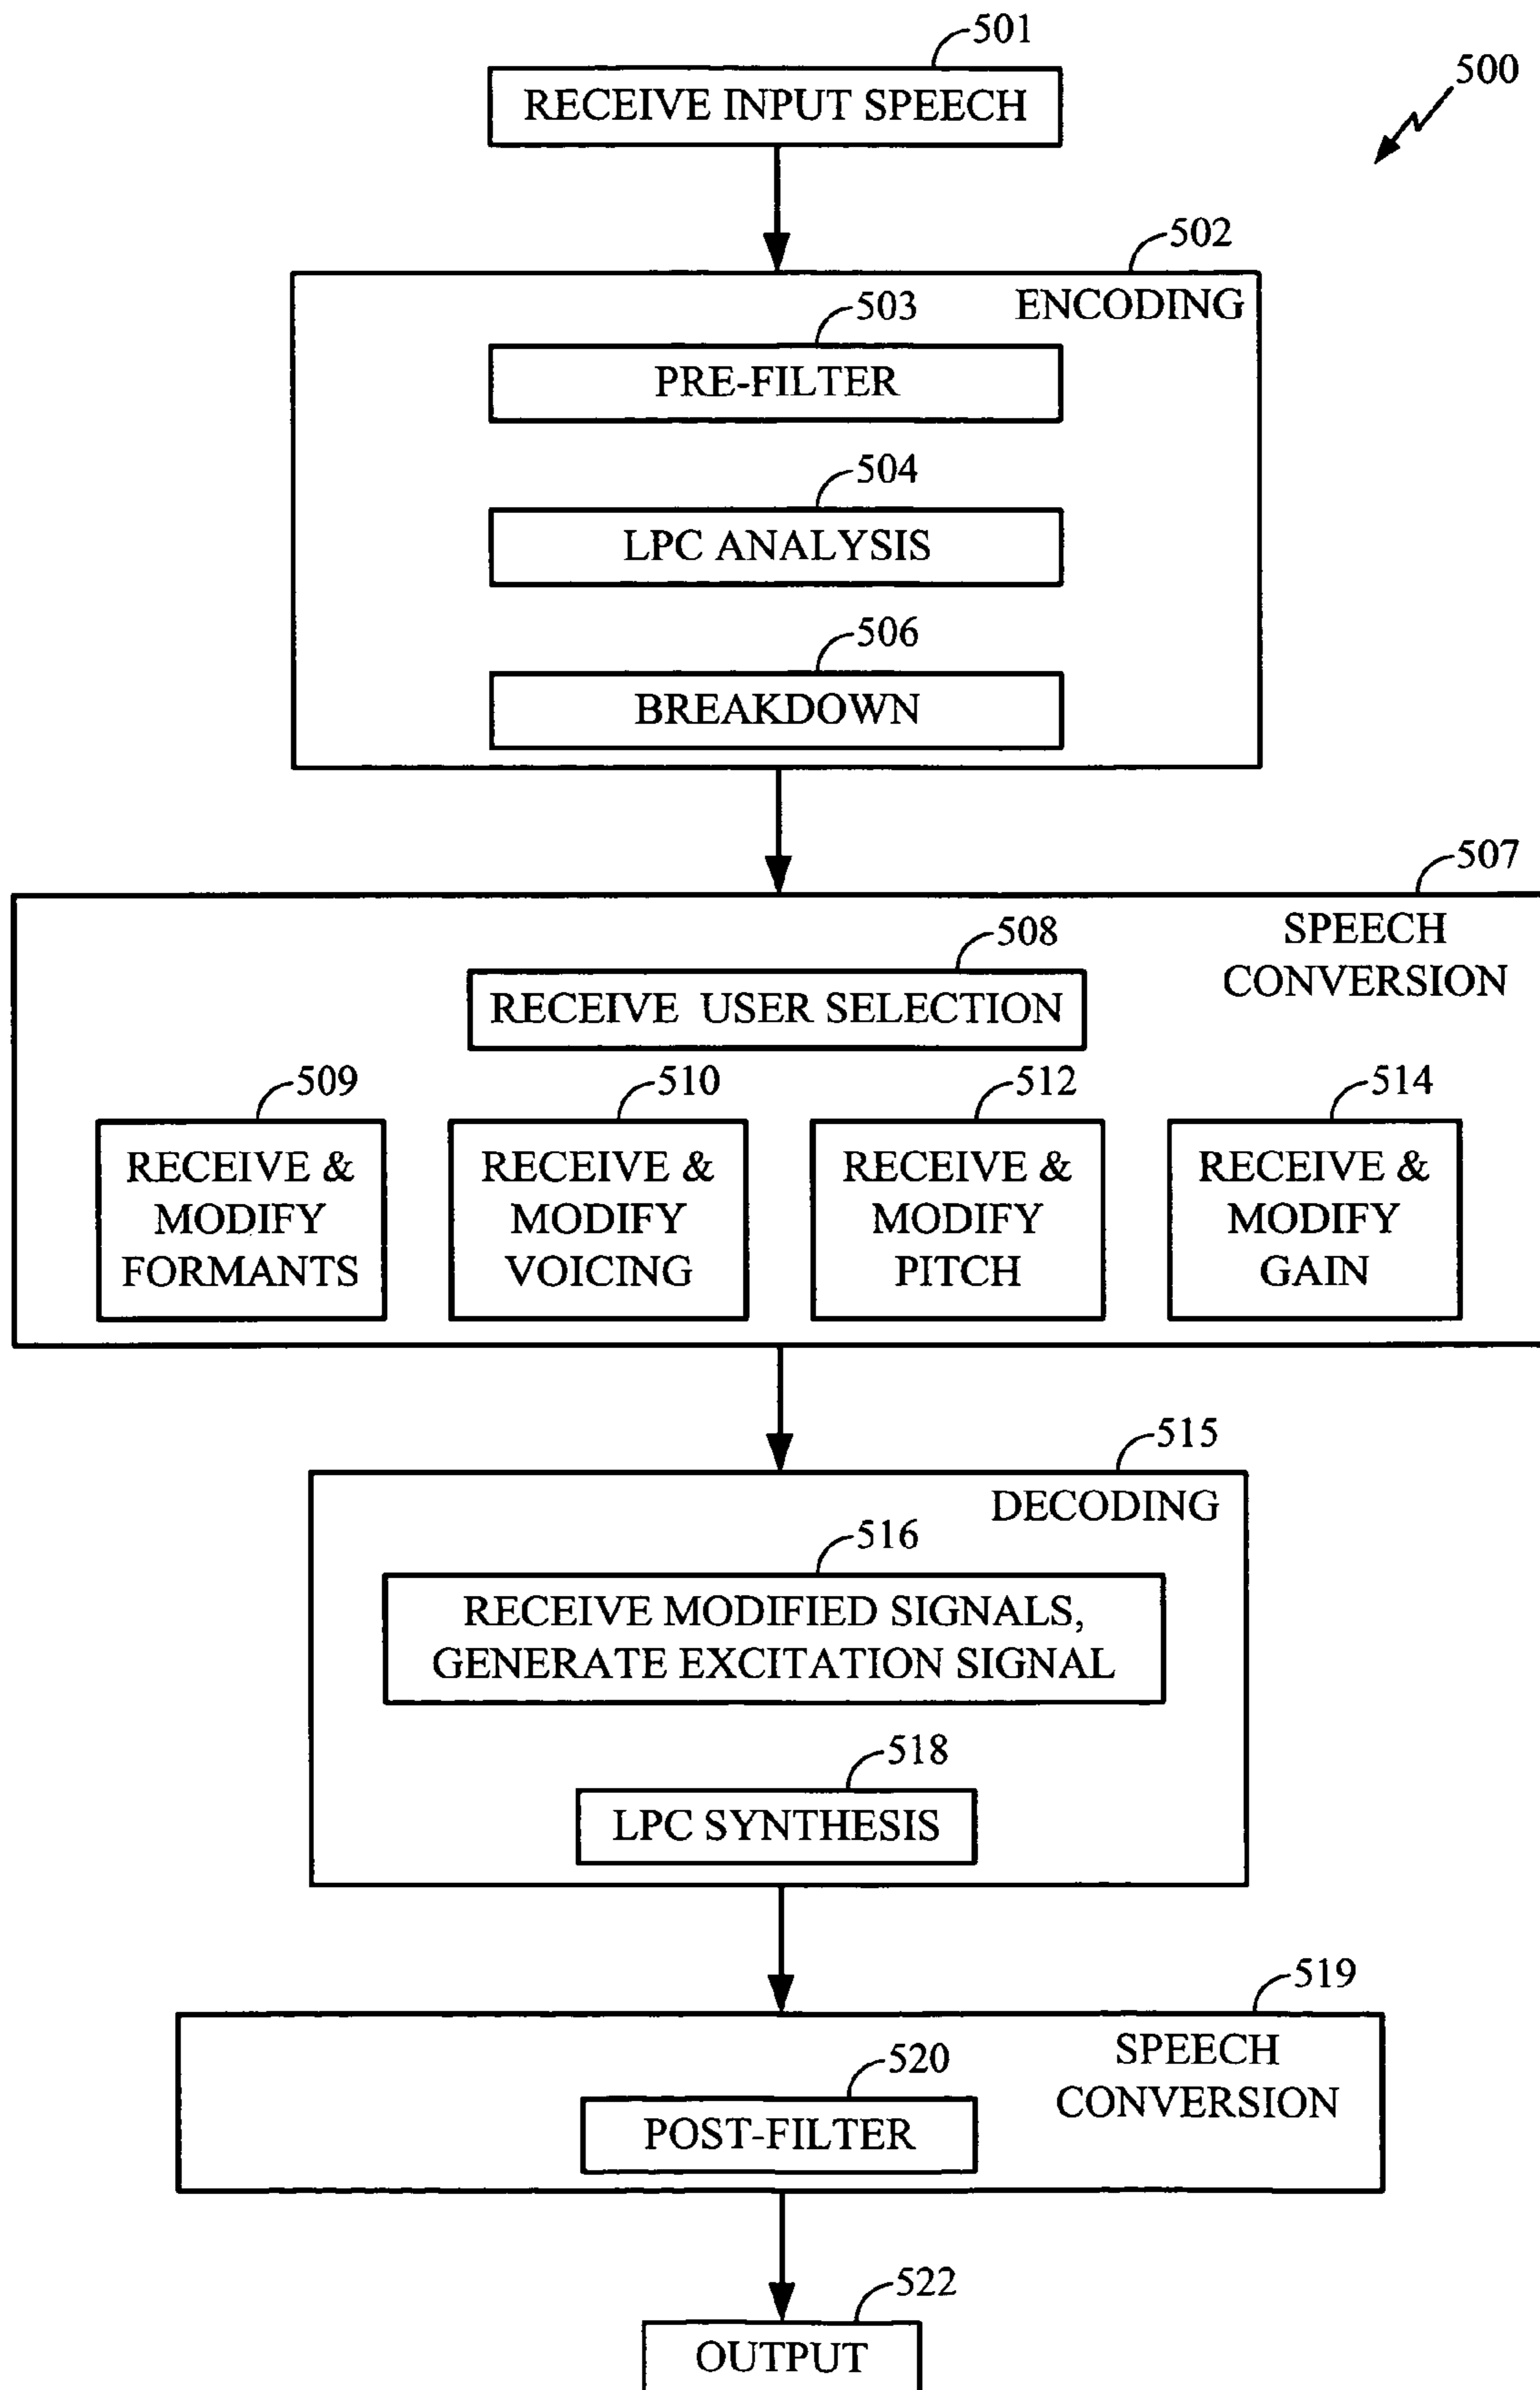 501
RECEIVE INPUT SPEECH
500
502
ENCODING
503
PRE-FILTER
504
LPC ANALYSIS
506
BREAKDOWN
507
SPEECH
CONVERSION
508
RECEIVE USER SELECTION
509
RECEIVE &
MODIFY
FORMANTS
510
RECEIVE &
MODIFY
VOICING
512
RECEIVE &
MODIFY
PITCH
514
RECEIVE &
MODIFY
GAIN
515
DECODING
516
RECEIVE MODIFIED SIGNALS,
GENERATE EXCITATION SIGNAL
518
LPC SYNTHESIS
519
SPEECH
CONVERSION
520
POST-FILTER
522
OUTPUT